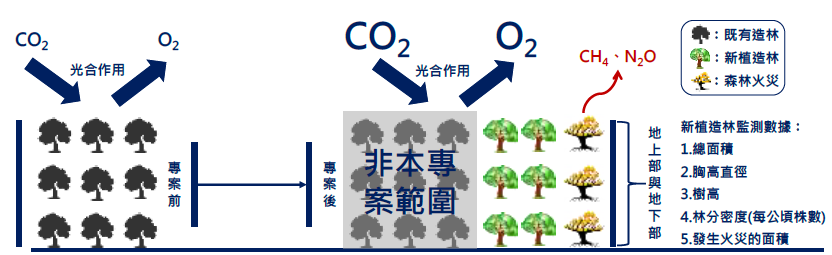 CO2
O2
光合作用
專案前
專案後
CO2
O2
光合作用
非本專
案範圍
CH4、N2O
：既有造林
：新植造林
：森林火災
地上部與地下部
新植造林監測數據：
1.總面積
2.胸高直徑
3.樹高
4.林分密度(每公頃株數)
5.發生火災的面積